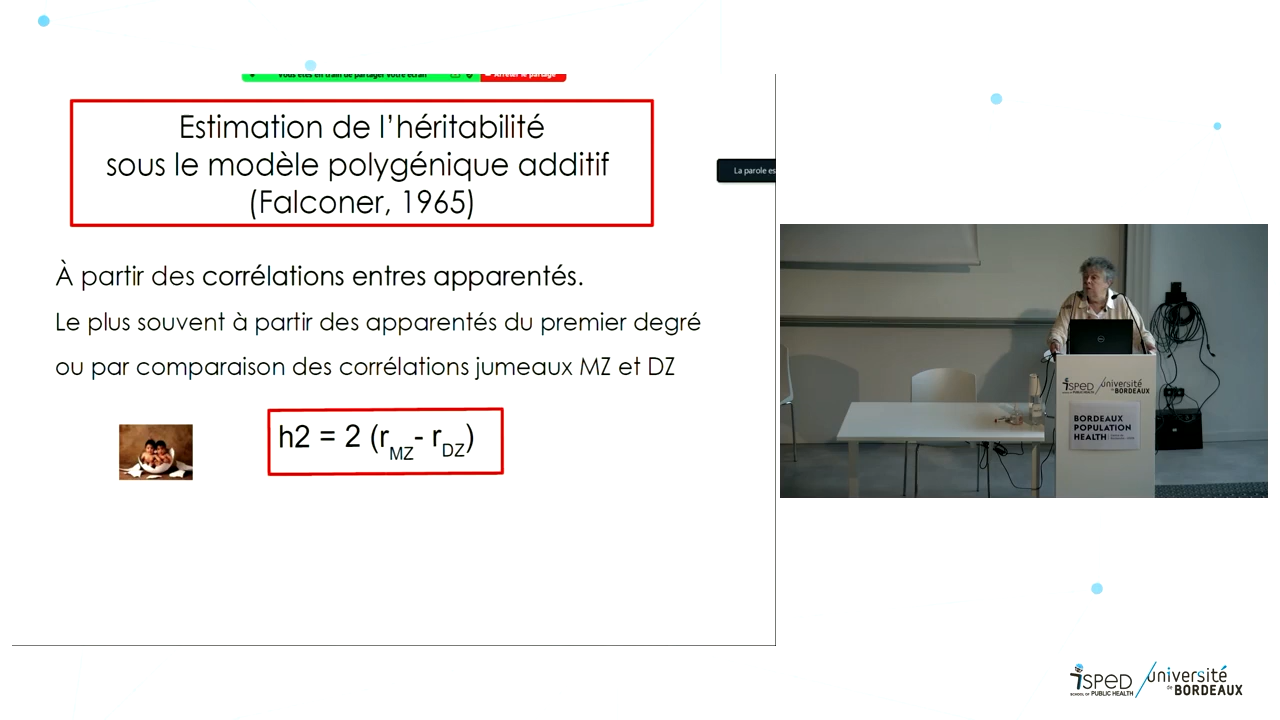 Vous êtes en train de partager votre écran
Arrêter le partage
Estimation de l'héritabilité
sous le modèle polygénique additif
(Falconer, 1965)
La parole es
À partir des corrélations entres apparentés.
Le plus souvent à partir des apparentés du premier degré
ou par comparaison des corrélations jumeaux MZ et DZ
h2 = 2 (rMZ- rDZ)
ISPED
université
de BORDEAUX
BORDEAUX
POPULATION
HEALTH
ISPED
SCHOOL OF PUBLIC HEALTH
université
de BORDEAUX